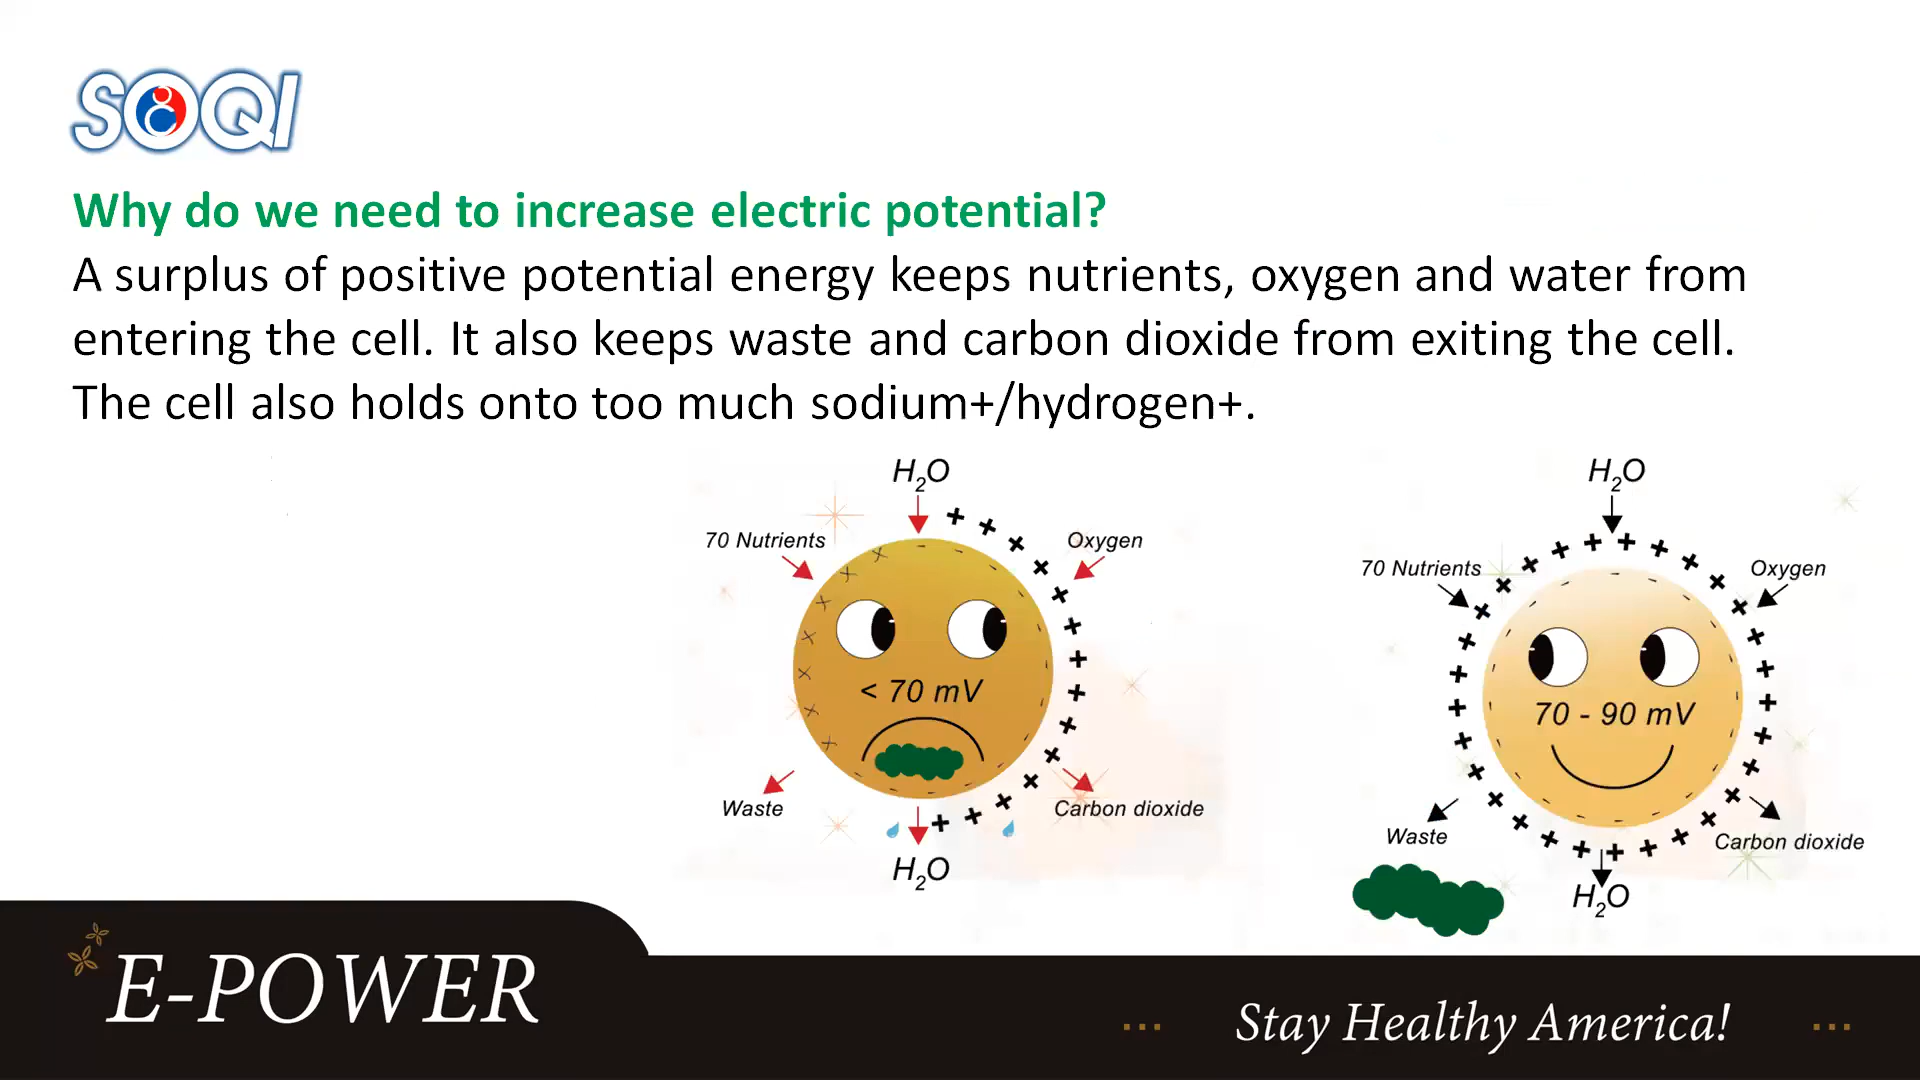 SOQI
Why do we need to increase electric potential?
A surplus of positive potential energy keeps nutrients, oxygen and water from
entering the cell. It also keeps waste and carbon dioxide from exiting the cell.
The cell also holds onto too much sodium+/hydrogen+.
H₂O
70 Nutrients
Oxygen
< 70 mV
Waste
Carbon dioxide
H₂O
H₂O
70 Nutrients
Oxygen
70 - 90 mV
Waste
Carbon dioxide
H₂O
E-POWER
... Stay Healthy America! ...